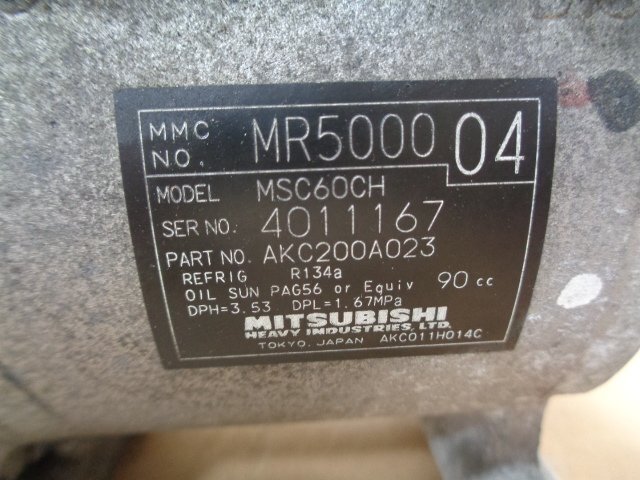 MMC NO. MR5000 04
MODEL MSC60CH
SER NO. 4011167
PART NO. AKC200A023
REFRIG R134a
OIL SUN PAG56 or Equiv 90 cc
DPH=3.53 DPL=1.67MPa
MITSUBISHI
HEAVY INDUSTRIES, LTD.
TOKYO, JAPAN AKC011H014C